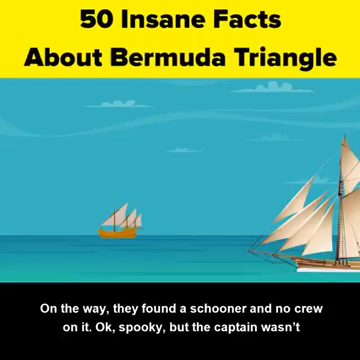 50 Insane Facts
About Bermuda Triangle
On the way, they found a schooner and no crew
on it. Ok, spooky, but the captain wasn't